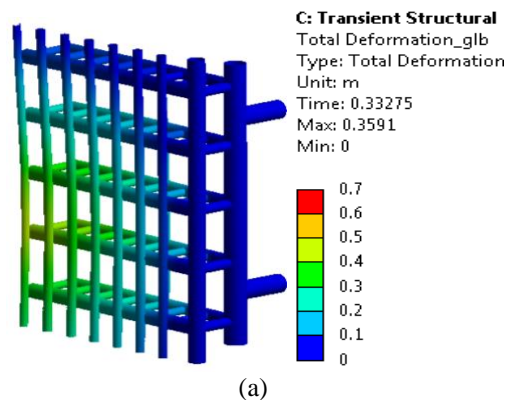 C: Transient Structural
Total Deformation_glb
Type: Total Deformation
Unit: m
Time: 0.33275
Max: 0.3591
Min: 0
0.7
0.6
0.5
0.4
0.3
0.2
0.1
0
(a)